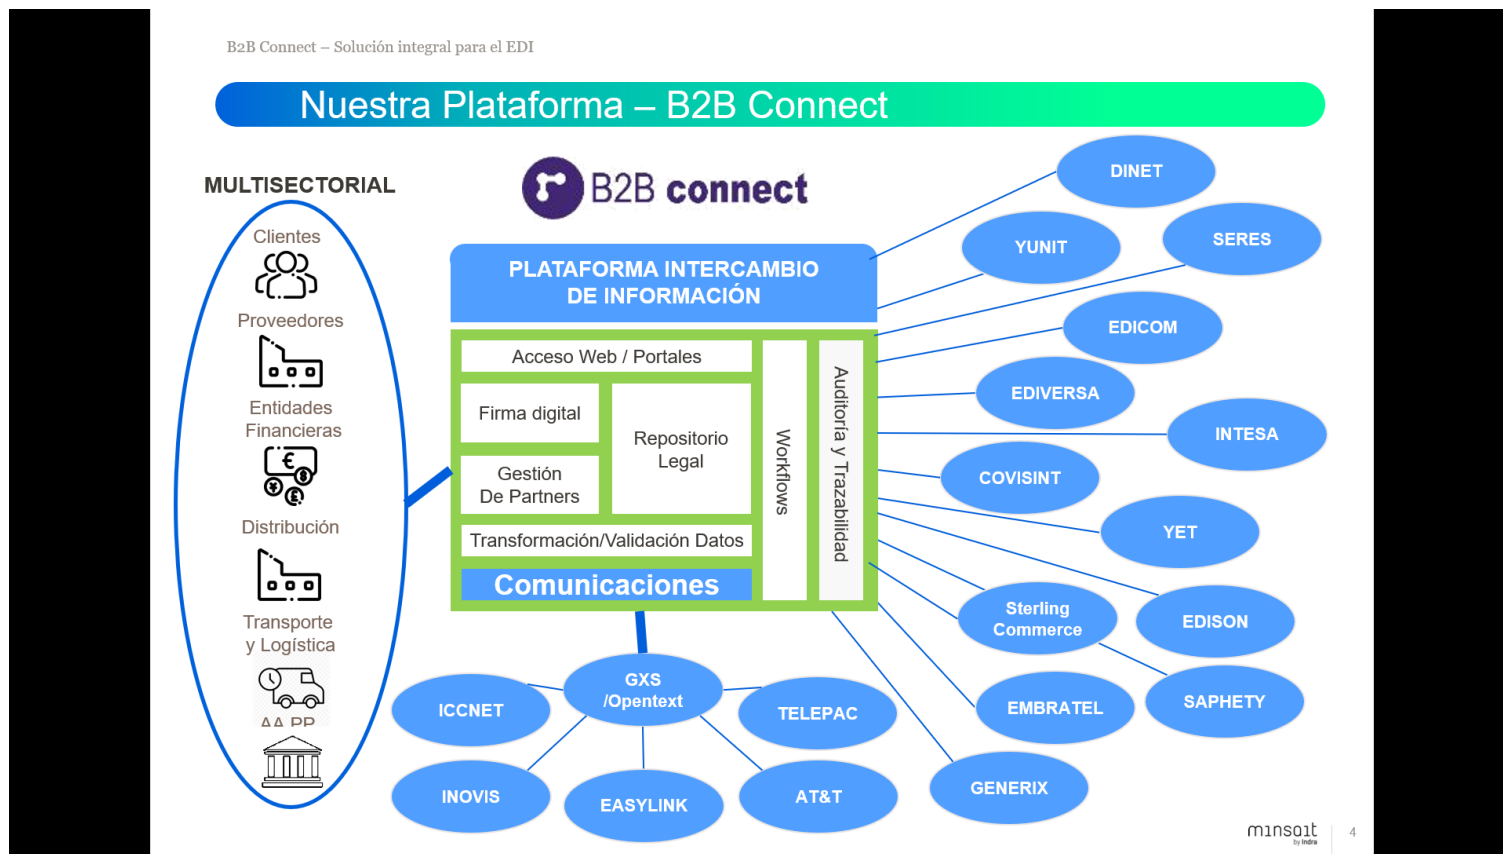 B2B Connect – Solución integral para el EDI
Nuestra Plataforma – B2B Connect
MULTISECTORIAL
Clientes
Proveedores
Entidades
Financieras
Distribución
Transporte
y Logística
AA PP
B2B connect
PLATAFORMA INTERCAMBIO
DE INFORMACIÓN
Acceso Web / Portales
Firma digital
Gestión
De Partners
Repositorio
Legal
Transformación/Validación Datos
Comunicaciones
Workflows
Auditoría y Trazabilidad
DINET
YUNIT
SERES
EDICOM
EDIVERSA
INTESA
COVISINT
YET
Sterling
Commerce
EDISON
EMBRATEL
SAPHETY
GENERIX
GXS
/Opentext
ICCNET
TELEPAC
INOVIS
EASYLINK
AT&T
minsait
by Indra
4